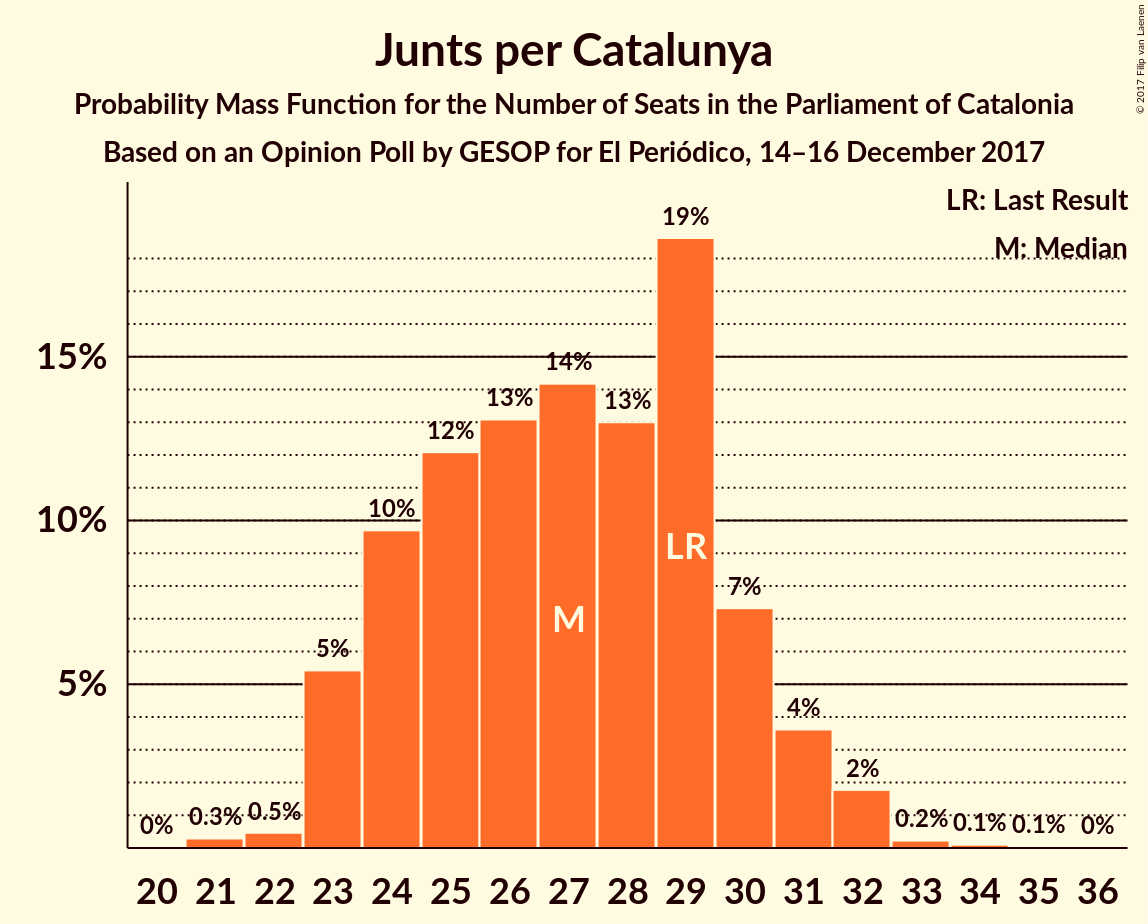 Junts per Catalunya
Probability Mass Function for the Number of Seats in the Parliament of Catalonia
Based on an Opinion Poll by GESOP for El Periódico, 14–16 December 2017
© 2017 Filip van Laenen
LR: Last Result
M: Median
15%
10%
5%
0%
0.3%
0.5%
5%
10%
12%
13%
14%
13%
19%
7%
4%
2%
0.2%
0.1%
0.1%
0%
M
LR
20 21 22 23 24 25 26 27 28 29 30 31 32 33 34 35 36